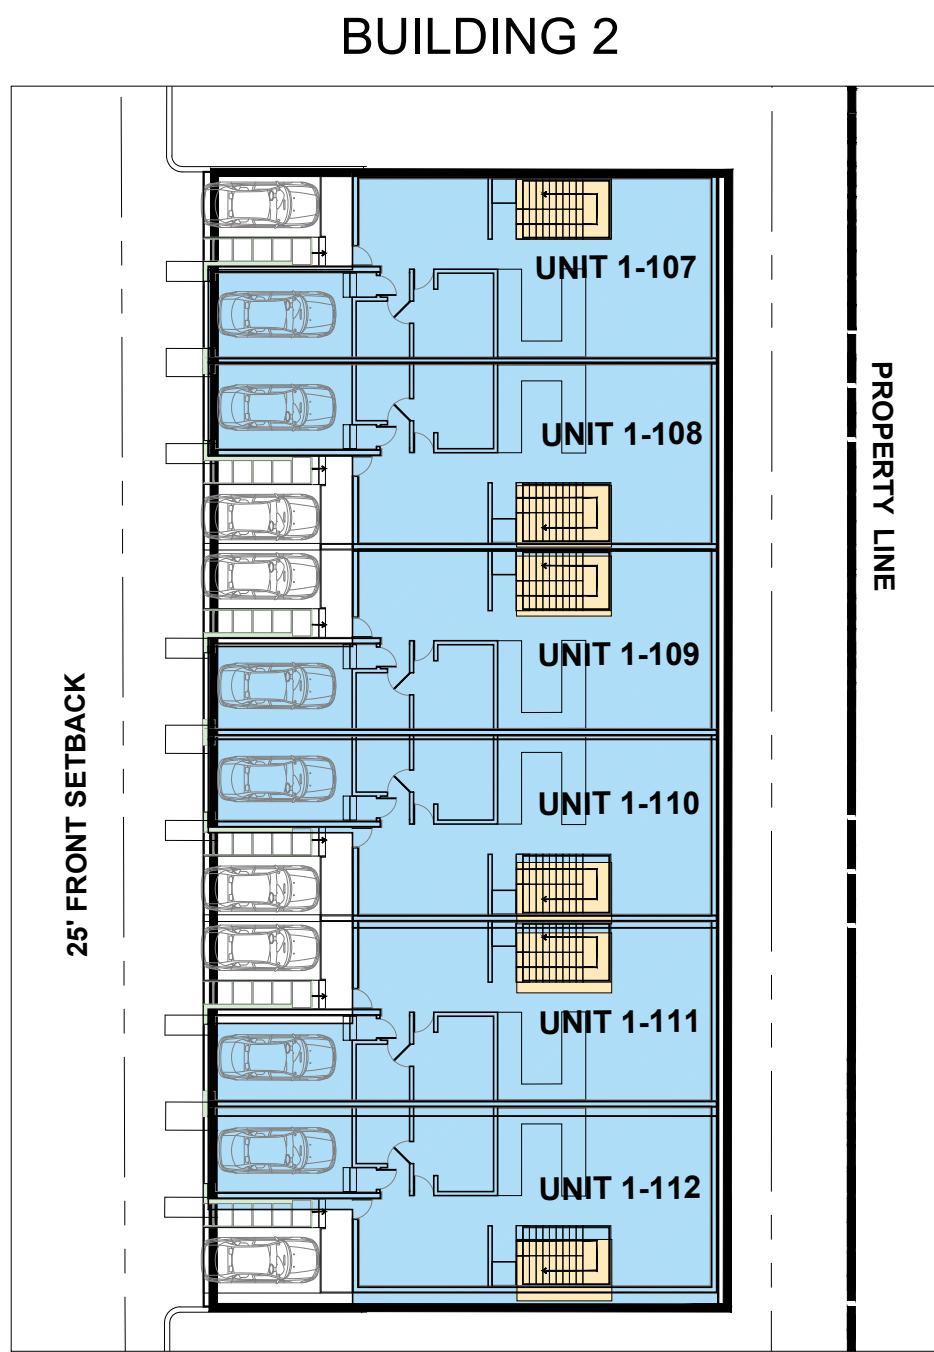 BUILDING 2
UNIT 1-107
UNIT 1-108
PROPERTY LINE
UNIT 1-109
25' FRONT SETBACK
UNIT 1-110
UNIT 1-111
UNIT 1-112